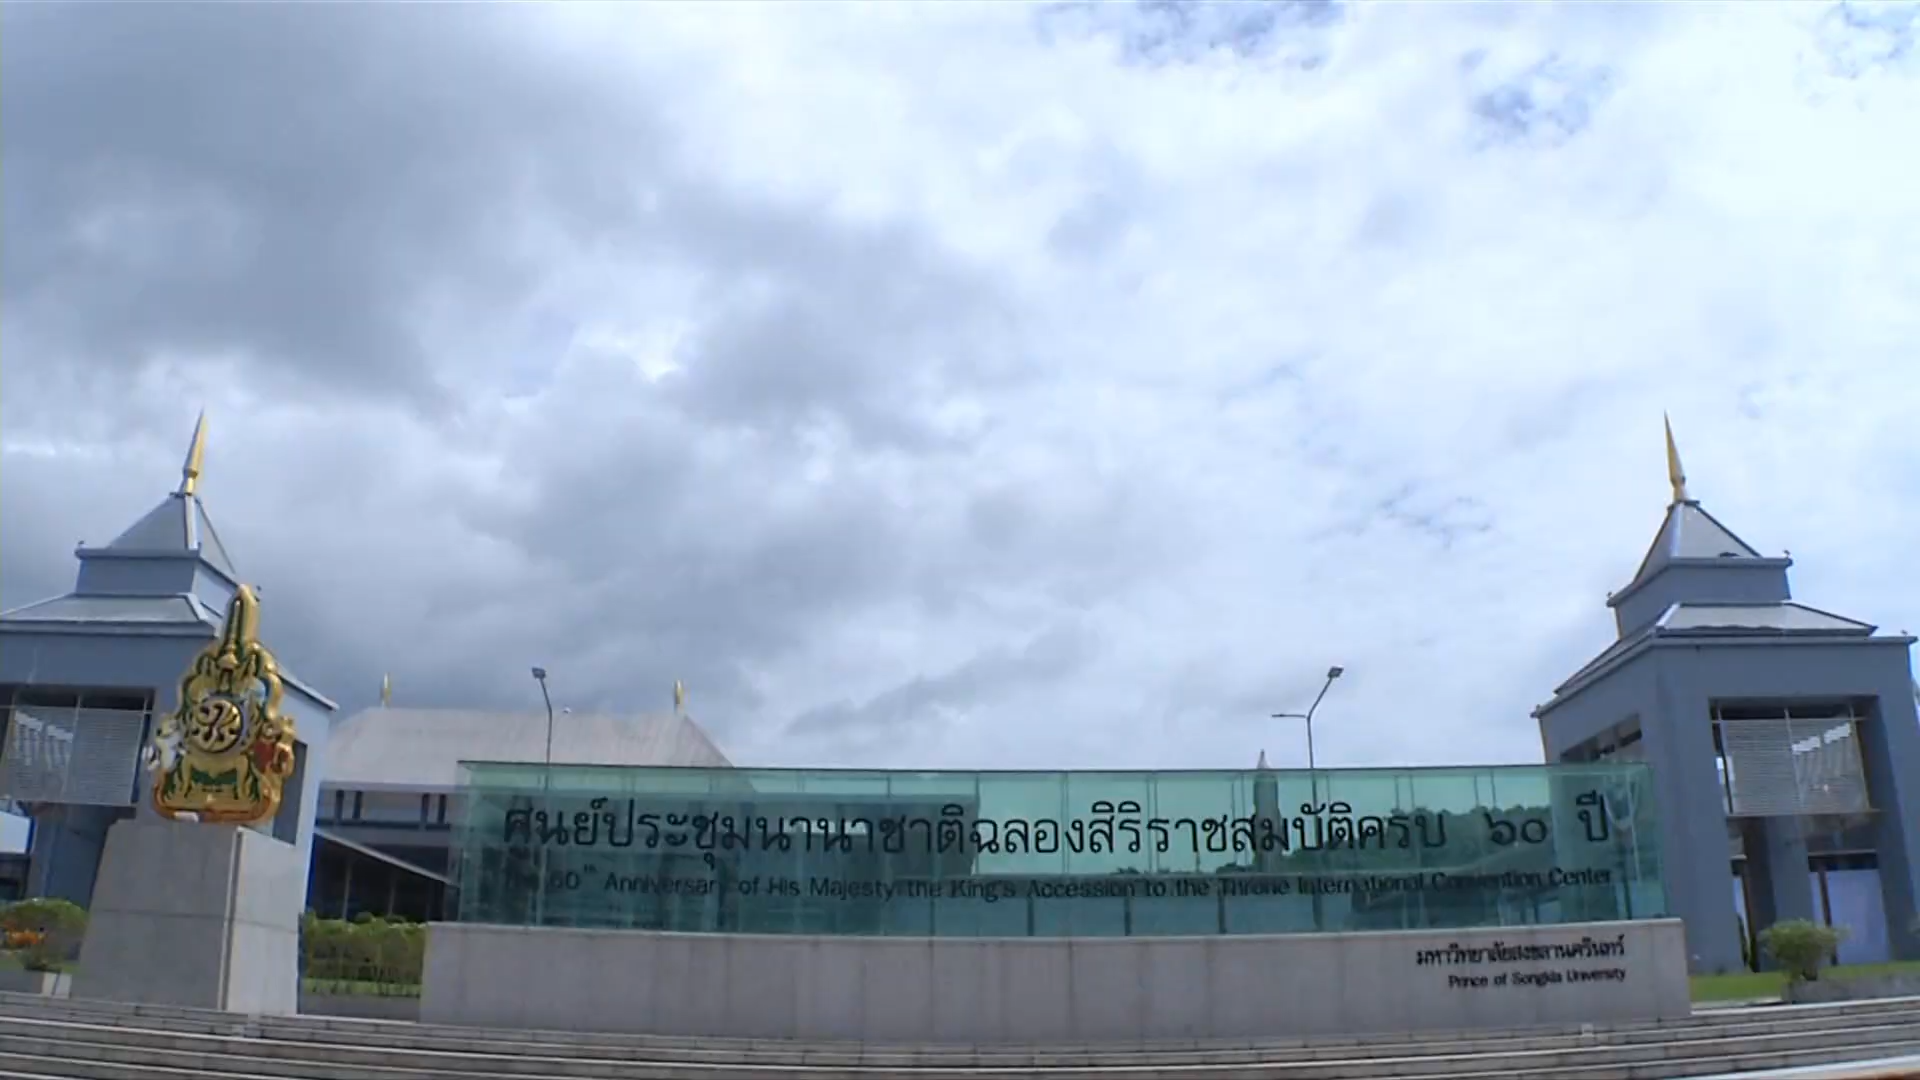 ศูนย์ประชุมนานาชาติฉลองสิริราชสมบัติครบ ๖๐ ปี
The 60th Anniversary of His Majesty the King's Accession to the Throne International Convention Center
มหาวิทยาลัยสงขลานครินทร์
Prince of Songkla University